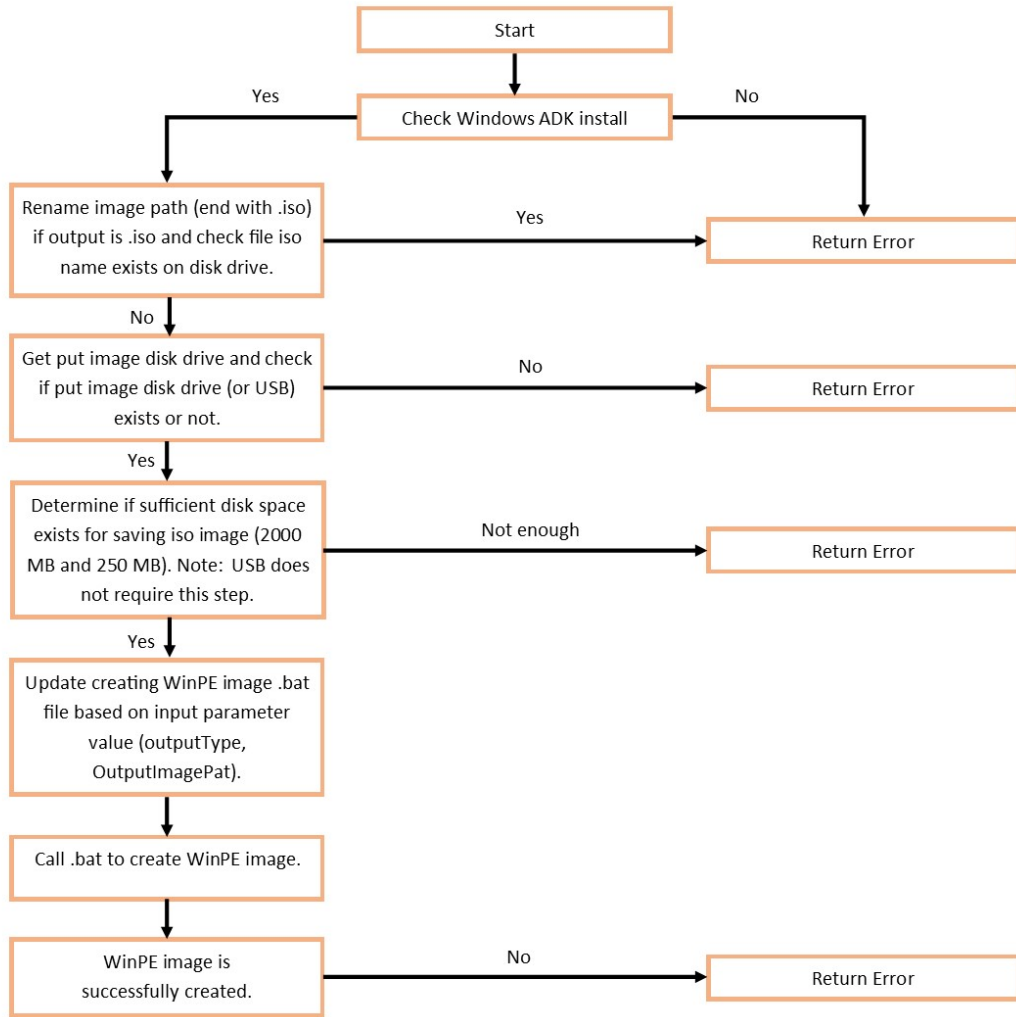 Start
Yes
No
Check Windows ADK install
Rename image path (end with .iso)
if output is .iso and check file iso
name exists on disk drive.
Yes
Return Error
No
Get put image disk drive and check
if put image disk drive (or USB)
exists or not.
No
Return Error
Yes
Determine if sufficient disk space
exists for saving iso image (2000
MB and 250 MB). Note: USB does
not require this step.
Not enough
Return Error
Yes
Update creating WinPE image .bat
file based on input parameter
value (outputType,
OutputImagePat).
Call .bat to create WinPE image.
WinPE image is
successfully created.
No
Return Error